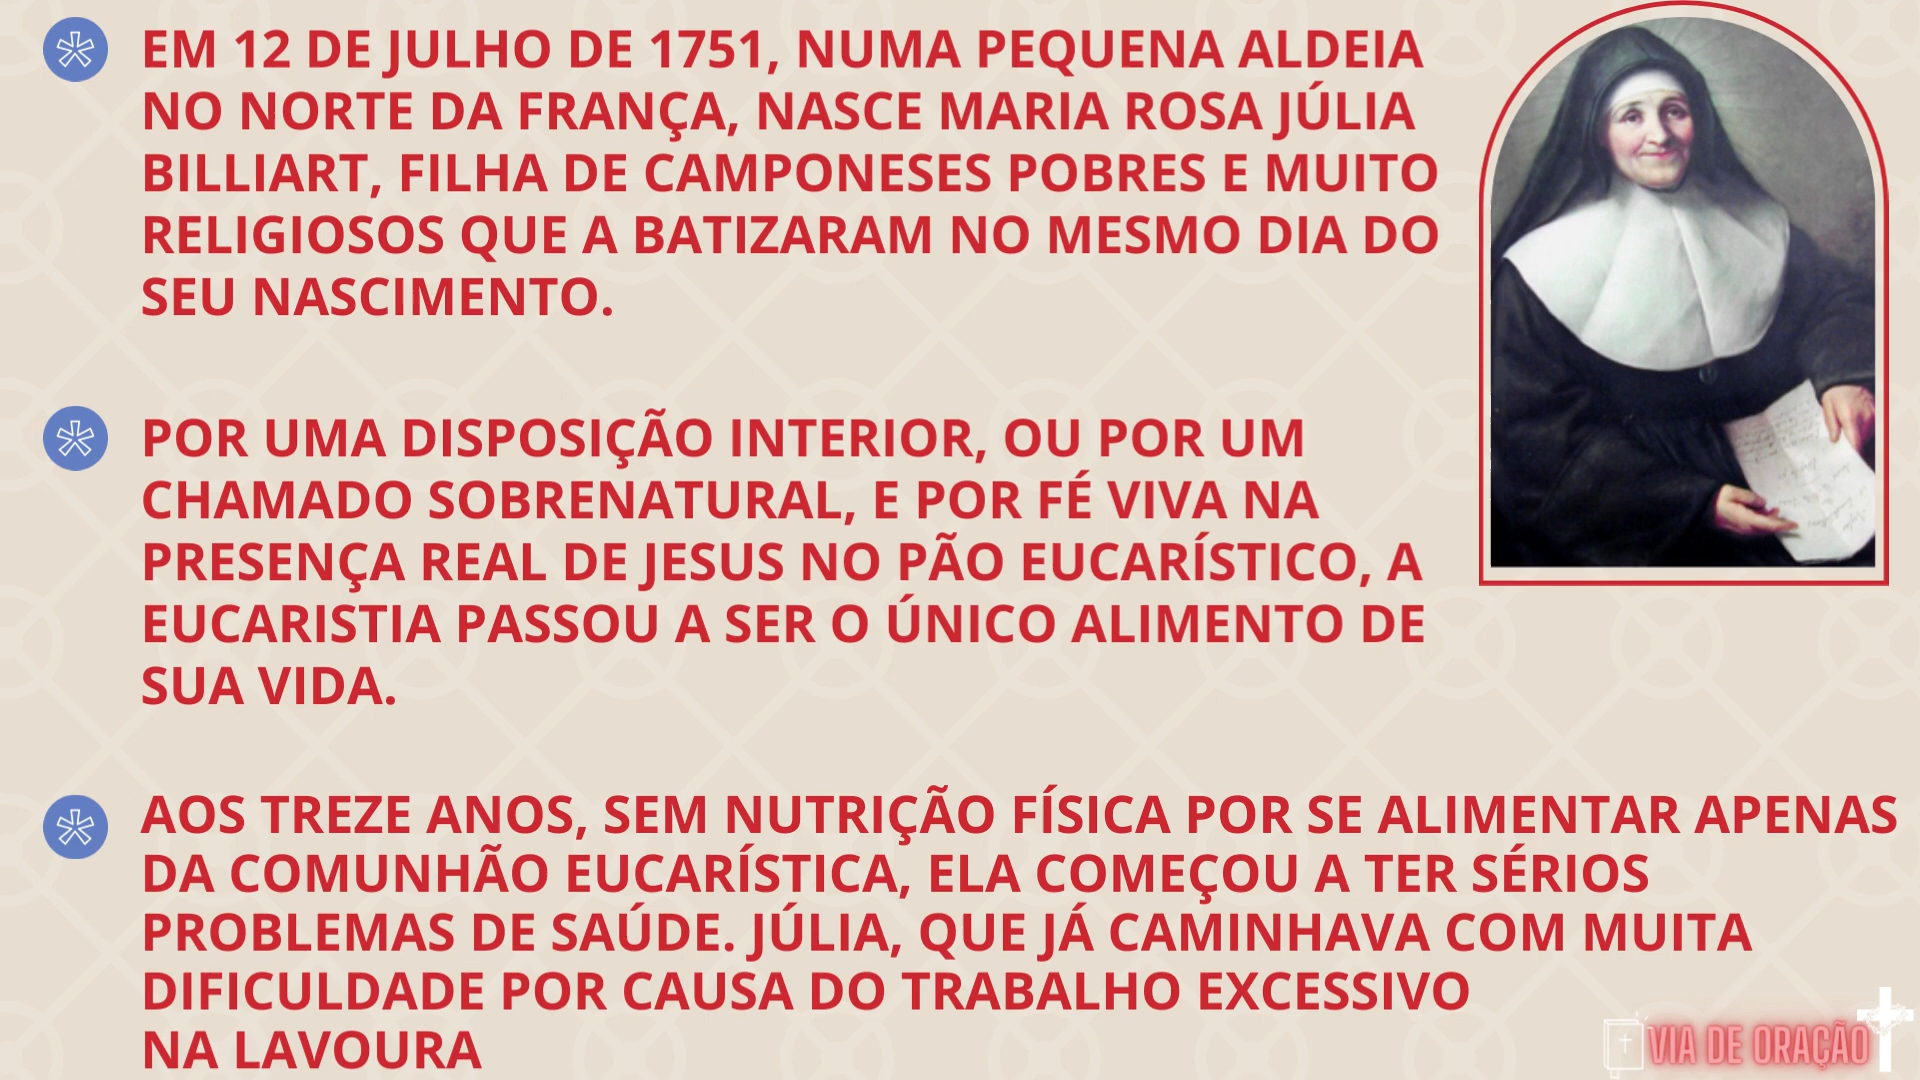 EM 12 DE JULHO DE 1751, NUMA PEQUENA ALDEIA
NO NORTE DA FRANÇA, NASCE MARIA ROSA JÚLIA
BILLIART, FILHA DE CAMPONESES POBRES E MUITO
RELIGIOSOS QUE A BATIZARAM NO MESMO DIA DO
SEU NASCIMENTO.
POR UMA DISPOSIÇÃO INTERIOR, OU POR UM
CHAMADO SOBRENATURAL, E POR FÉ VIVA NA
PRESENÇA REAL DE JESUS NO PÃO EUCARÍSTICO, A
EUCARISTIA PASSOU A SER O ÚNICO ALIMENTO DE
SUA VIDA.
AOS TREZE ANOS, SEM NUTRIÇÃO FÍSICA POR SE ALIMENTAR APENAS
DA COMUNHÃO EUCARÍSTICA, ELA COMEÇOU A TER SÉRIOS
PROBLEMAS DE SAÚDE. JÚLIA, QUE JÁ CAMINHAVA COM MUITA
DIFICULDADE POR CAUSA DO TRABALHO EXCESSIVO
NA LAVOURA
VIA DE ORAÇÃO